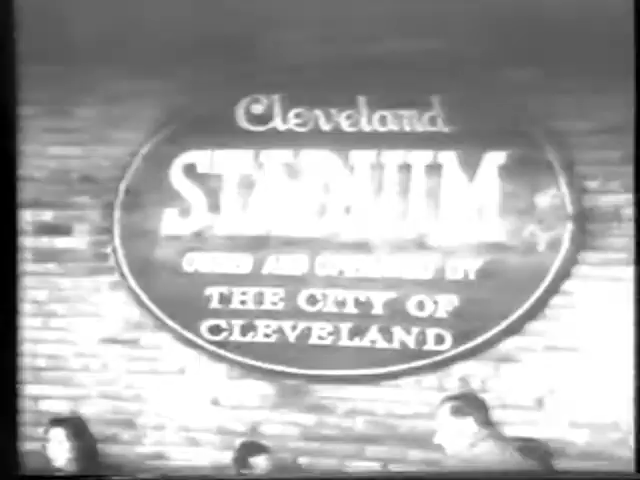 Cleveland
STADIUM
OWNED AND OPERATED BY
THE CITY OF
CLEVELAND